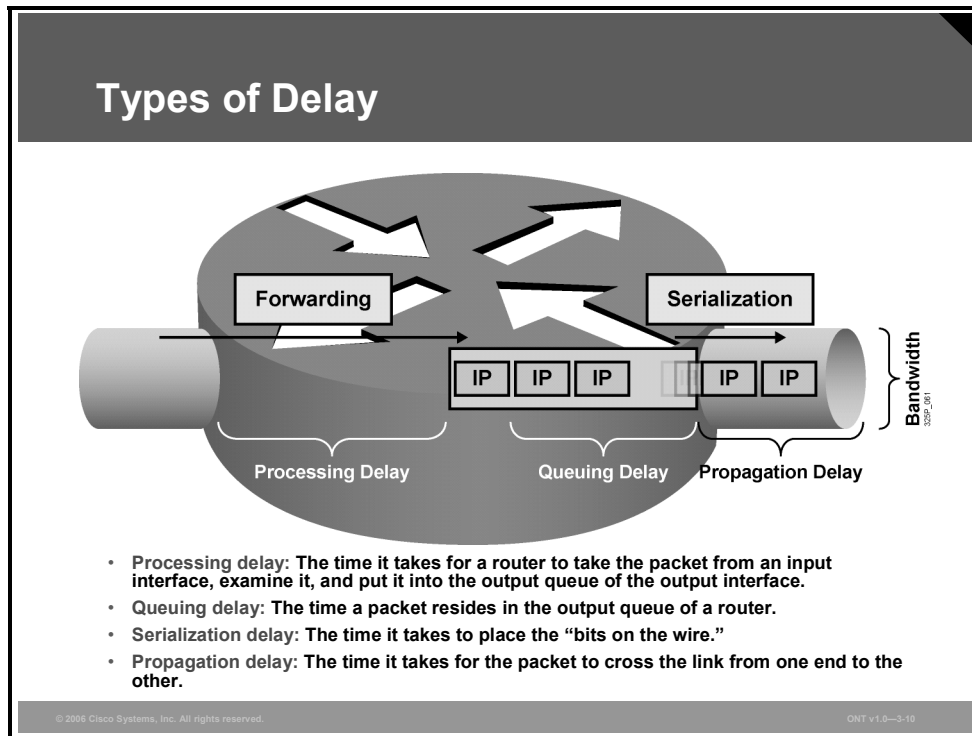 Types of Delay
Forwarding
Serialization
IP
IP
IP
IP
IP
IP
Bandwidth
325P_061
Processing Delay
Queuing Delay
Propagation Delay
• Processing delay: The time it takes for a router to take the packet from an input
interface, examine it, and put it into the output queue of the output interface.
• Queuing delay: The time a packet resides in the output queue of a router.
• Serialization delay: The time it takes to place the “bits on the wire.”
• Propagation delay: The time it takes for the packet to cross the link from one end to the
other.
© 2006 Cisco Systems, Inc. All rights reserved.
ONT v1.0—3-10